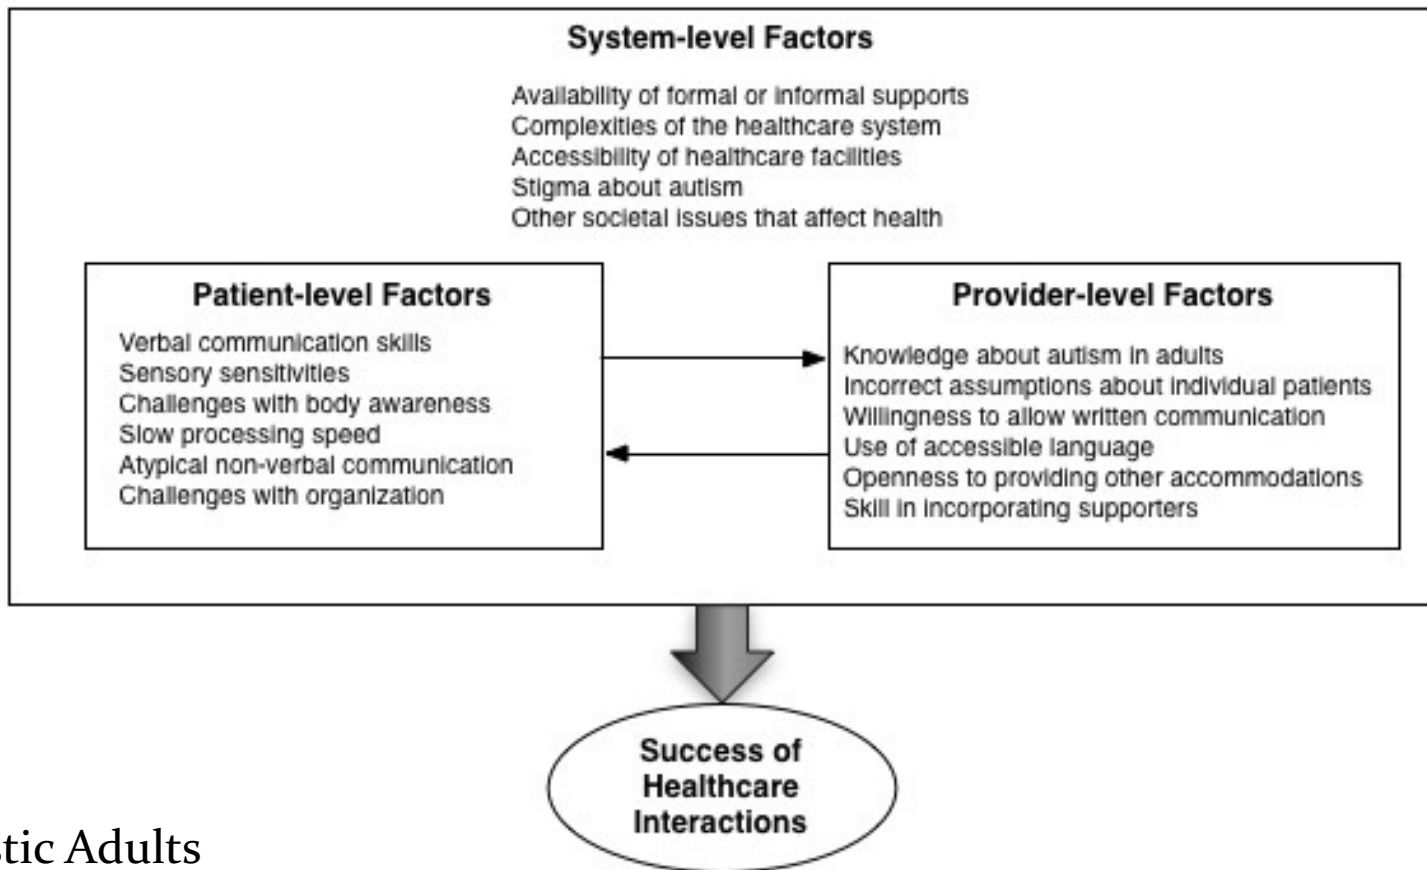 System-level Factors
Availability of formal or informal supports
Complexities of the healthcare system
Accessibility of healthcare facilities
Stigma about autism
Other societal issues that affect health
Patient-level Factors
Verbal communication skills
Sensory sensitivities
Challenges with body awareness
Slow processing speed
Atypical non-verbal communication
Challenges with organization
Provider-level Factors
Knowledge about autism in adults
Incorrect assumptions about individual patients
Willingness to allow written communication
Use of accessible language
Openness to providing other accommodations
Skill in incorporating supporters
Success of
Healthcare
Interactions
stic Adults